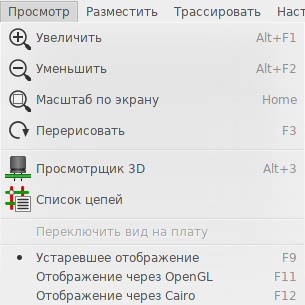 Просмотр Разместить Трассировать Наст
Увеличить Alt+F1
Уменьшить Alt+F2
Масштаб по экрану Home
Перерисовать F3
Просмотрщик 3D Alt+3
Список цепей
Переключить вид на плату
Устаревшее отображение F9
Отображение через OpenGL F11
Отображение через Cairo F12